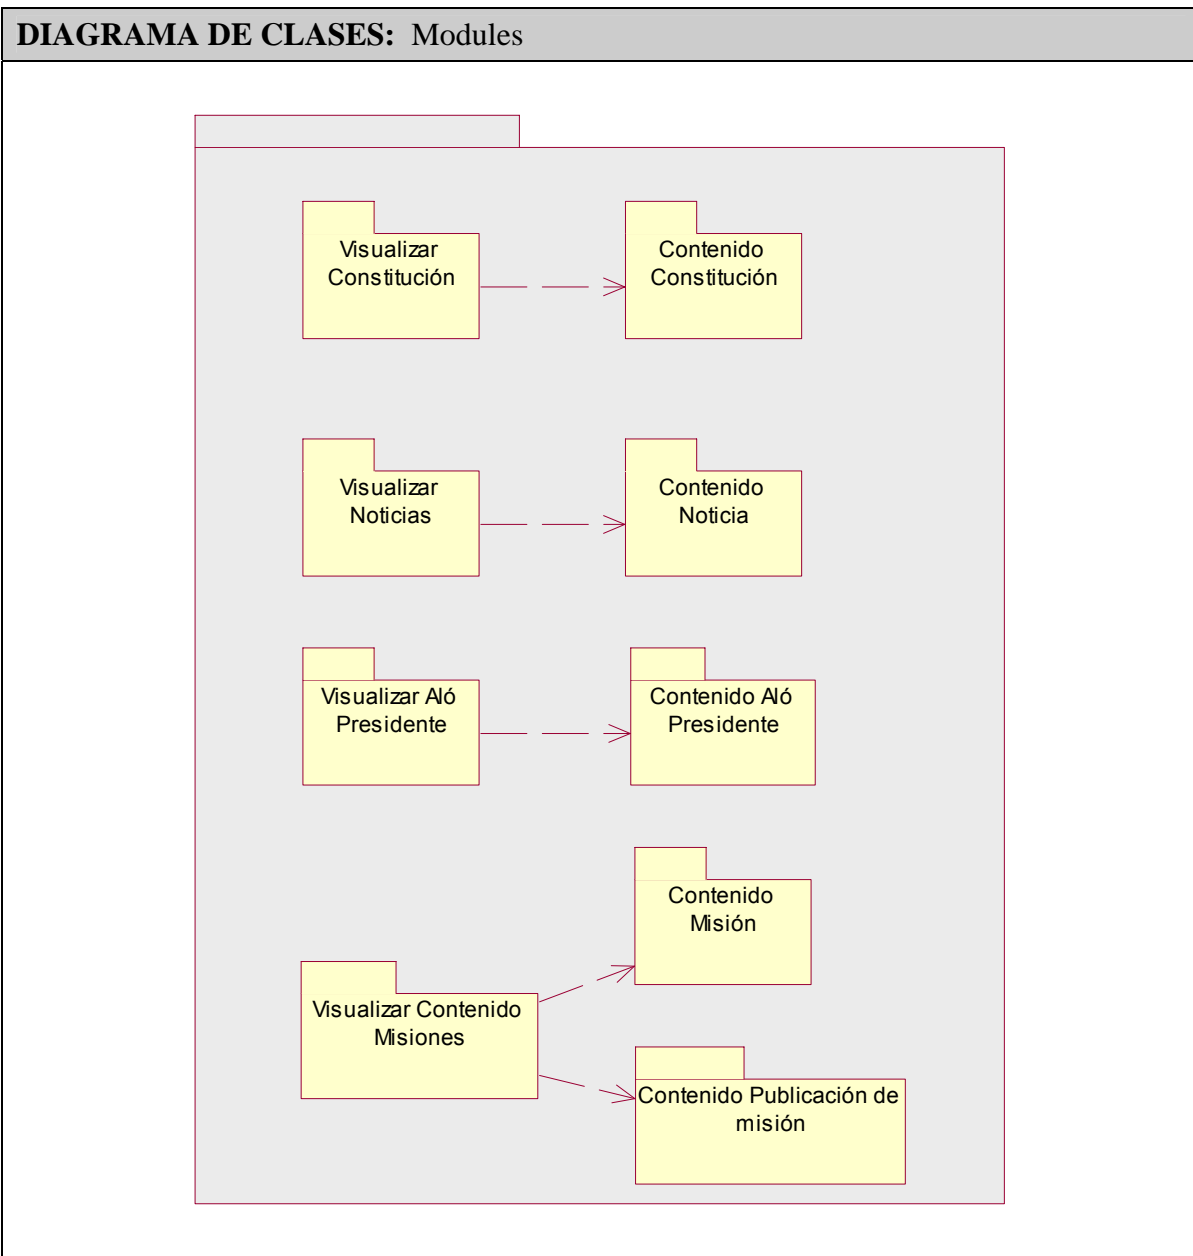 DIAGRAMA DE CLASES: Modules
Visualizar
Constitución
Contenido
Constitución
Visualizar
Noticias
Contenido
Noticia
Visualizar Aló
Presidente
Contenido Aló
Presidente
Contenido
Misión
Visualizar Contenido
Misiones
Contenido Publicación de
misión